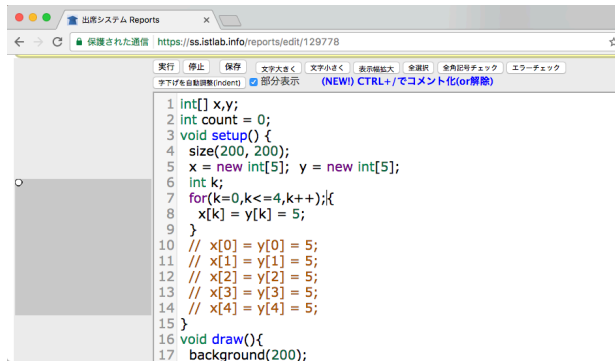 出席システム Reports
保護された通信 https://ss.istlab.info/reports/edit/129778
実行 停止 保存 文字大きく 文字小さく 表示幅拡大 全選択 全角記号チェック エラーチェック
字下げを自動調整(indent) 部分表示 (NEW!) CTRL+/でコメント化(or解除)
1 int[] x,y;
2 int count = 0;
3 void setup() {
4 size(200, 200);
5 x = new int[5]; y = new int[5];
6 int k;
7 for(k=0,k<=4,k++);{
8 x[k] = y[k] = 5;
9 }
10 // x[0] = y[0] = 5;
11 // x[1] = y[1] = 5;
12 // x[2] = y[2] = 5;
13 // x[3] = y[3] = 5;
14 // x[4] = y[4] = 5;
15 }
16 void draw(){
17 background(200);